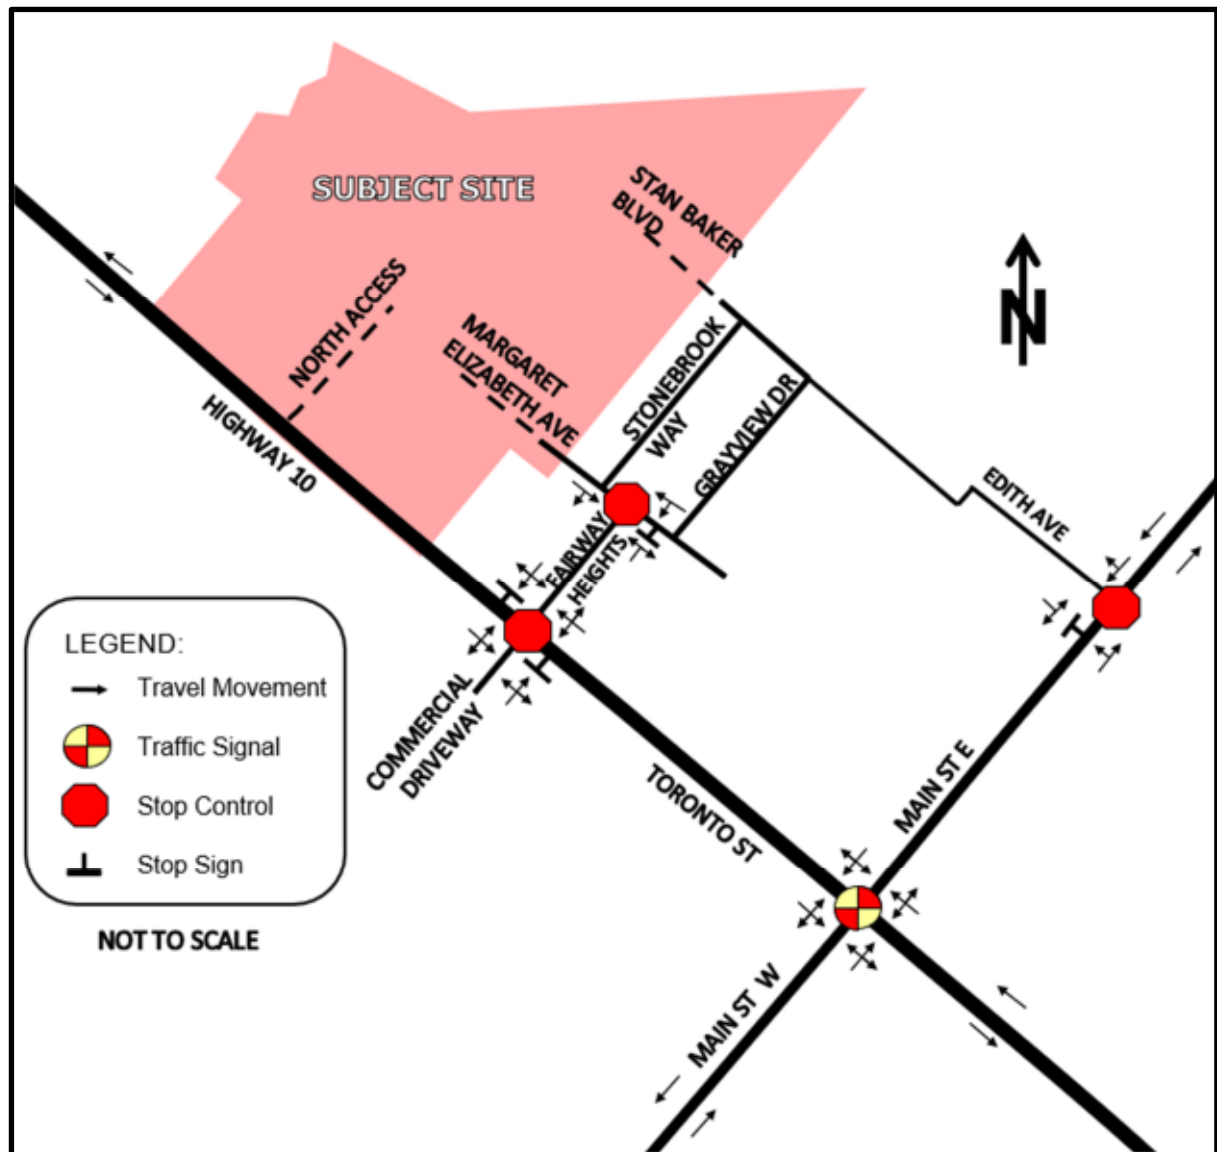 STAN BAKER
BLVD
SUBJECT SITE
NORTH ACCESS
MARGARET
ELIZABETH AVE
STONEBROOK
WAY
GRAYVIEW DR
N
HIGHWAY 10
EDITH AVE
FAIRWAY
HEIGHTS
LEGEND:
Travel Movement
Traffic Signal
Stop Control
Stop Sign
NOT TO SCALE
COMMERCIAL
DRIVEWAY
TORONTO ST
MAIN ST E
MAIN ST W